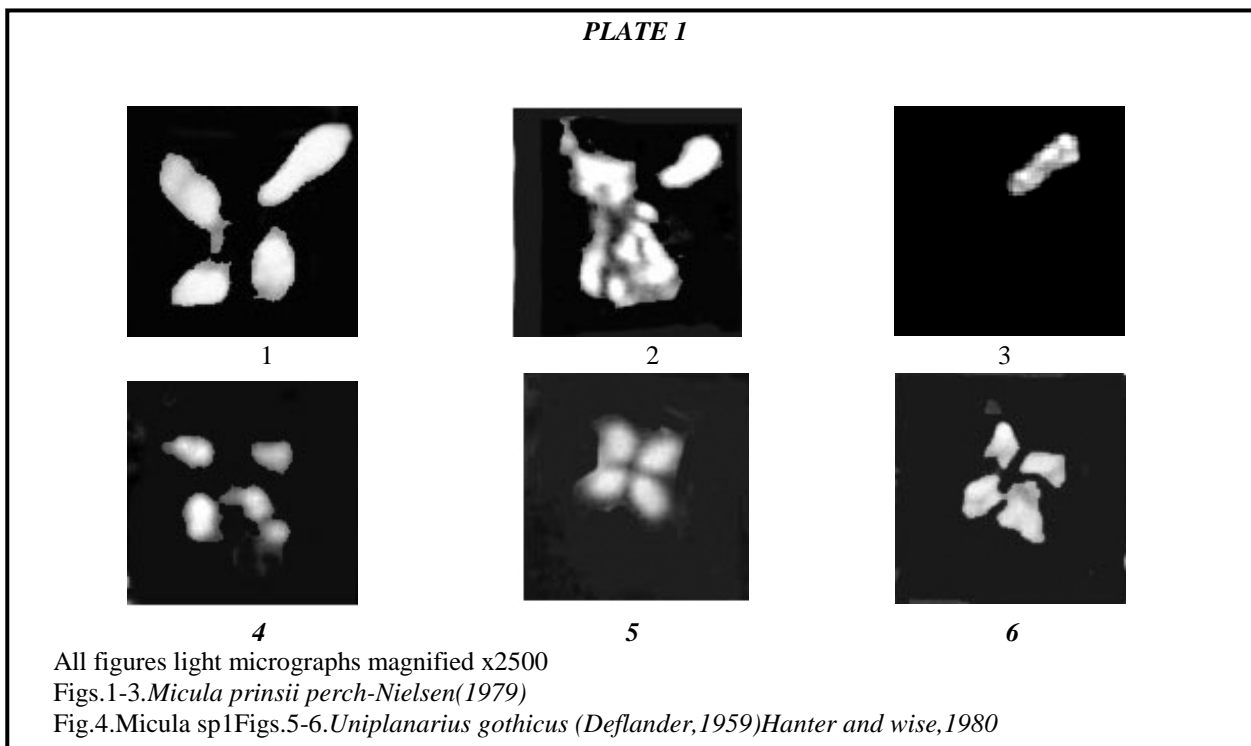 PLATE 1
1 2 3
4 5 6
All figures light micrographs magnified x2500
Figs.1-3.Micula prinsii perch-Nielsen(1979)
Fig.4.Micula sp1Figs.5-6.Uniplanarius gothicus (Deflander,1959)Hanter and wise,1980